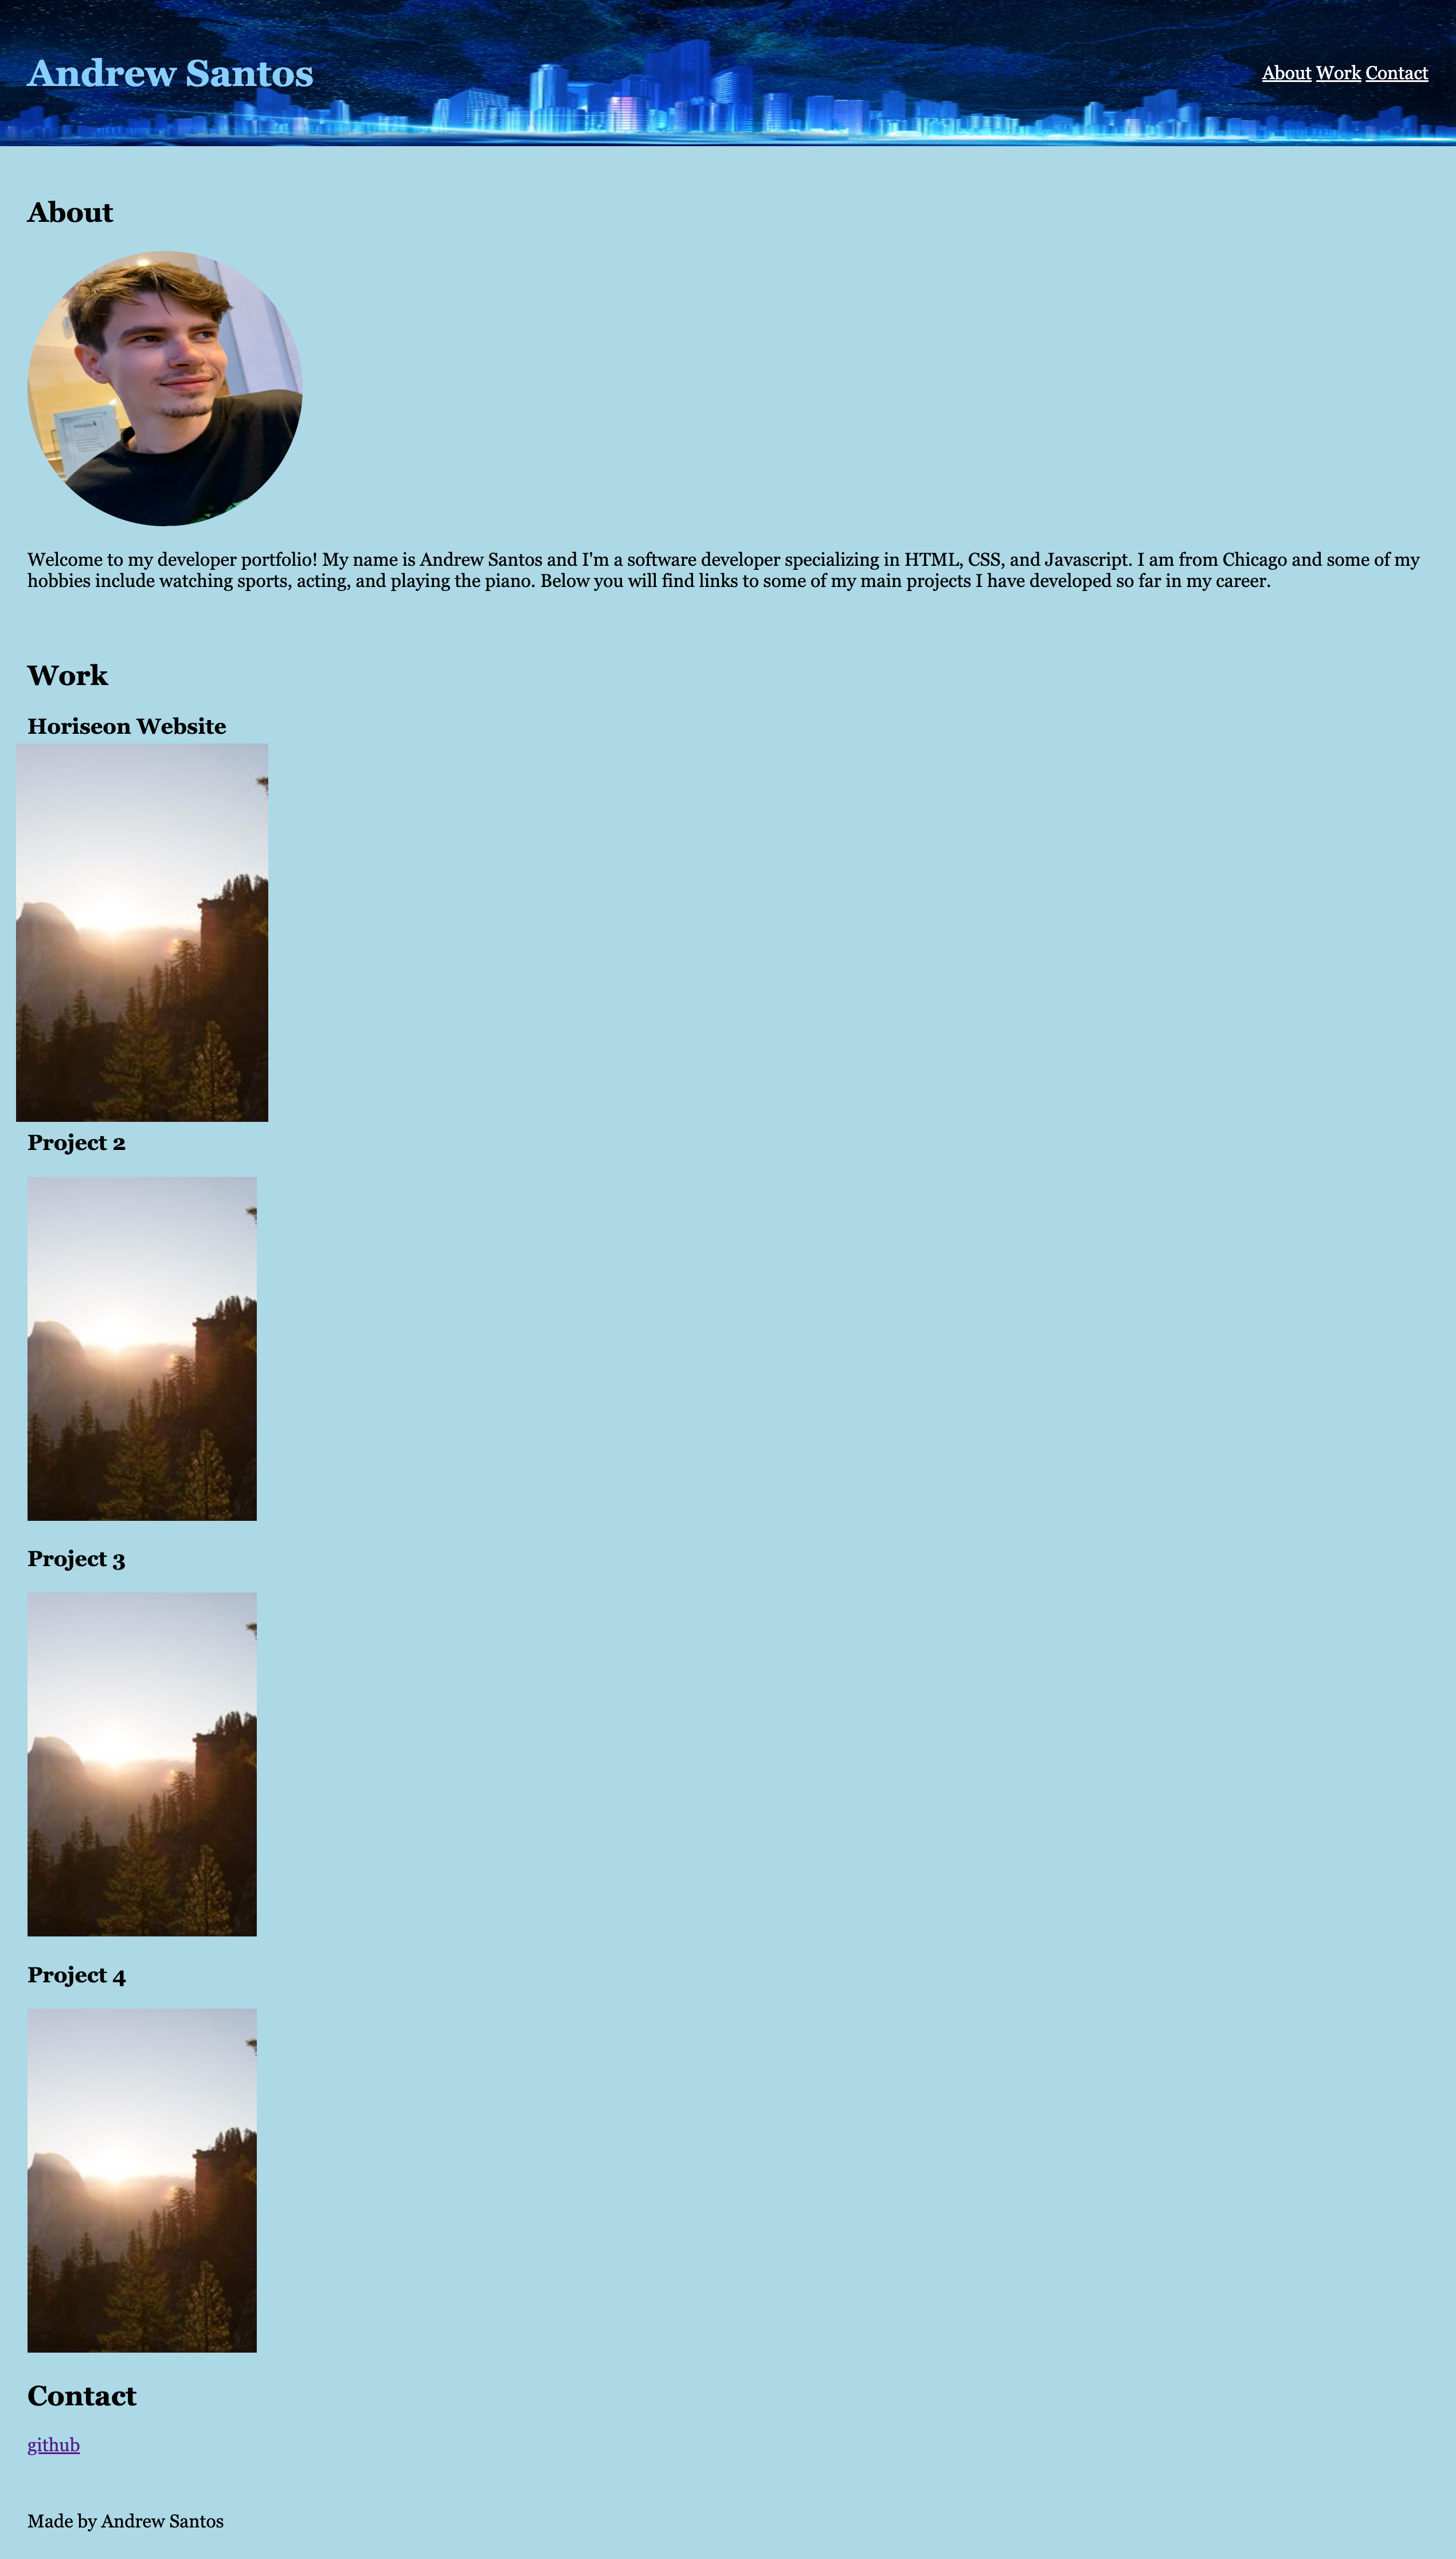 Andrew Santos
About Work Contact
About
Welcome to my developer portfolio! My name is Andrew Santos and I'm a software developer specializing in HTML, CSS, and Javascript. I am from Chicago and some of my
hobbies include watching sports, acting, and playing the piano. Below you will find links to some of my main projects I have developed so far in my career.
Work
Horiseon Website
Project 2
Project 3
Project 4
Contact
github
Made by Andrew Santos